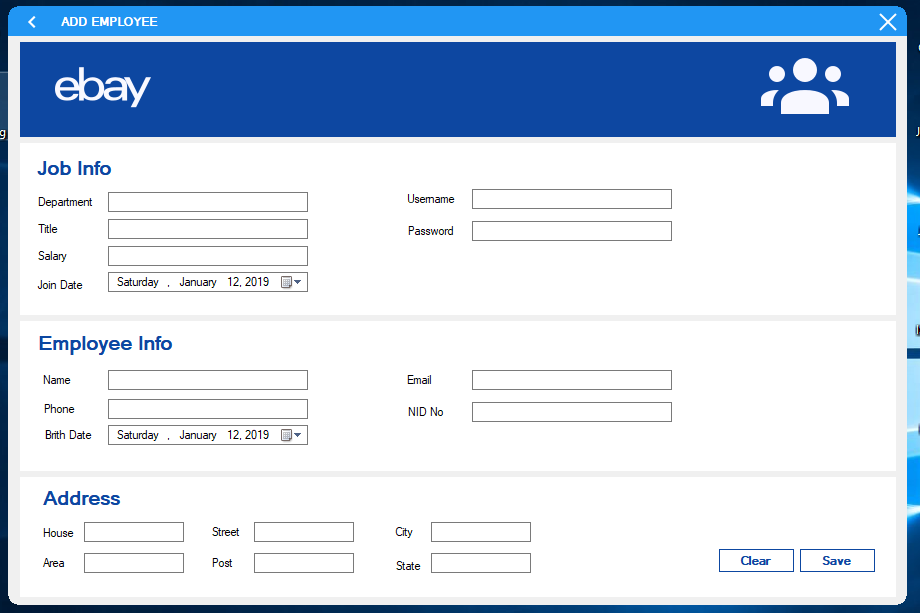 ADD EMPLOYEE
ebay
Job Info
Department
Username
Title
Password
Salary
Join Date Saturday , January 12, 2019
Employee Info
Name
Email
Phone
NID No
Brith Date Saturday , January 12, 2019
Address
House Street City
Area Post State
Clear Save